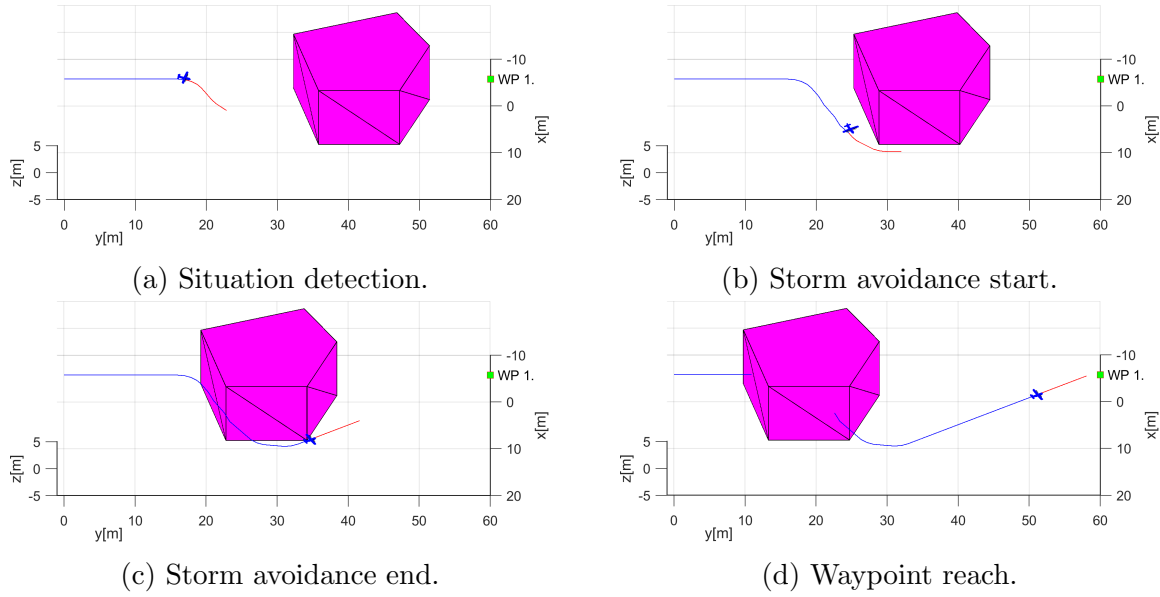 -10
WP 1.
0
x[m]
10
20
5
z[m]
0
-5
0 10 20 30 40 50 60
y[m]
(a) Situation detection.
-10
WP 1.
0
x[m]
10
20
5
z[m]
0
-5
0 10 20 30 40 50 60
y[m]
(b) Storm avoidance start.
-10
WP 1.
0
x[m]
10
20
5
z[m]
0
-5
0 10 20 30 40 50 60
y[m]
(c) Storm avoidance end.
-10
WP 1.
0
x[m]
10
20
5
z[m]
0
-5
0 10 20 30 40 50 60
y[m]
(d) Waypoint reach.